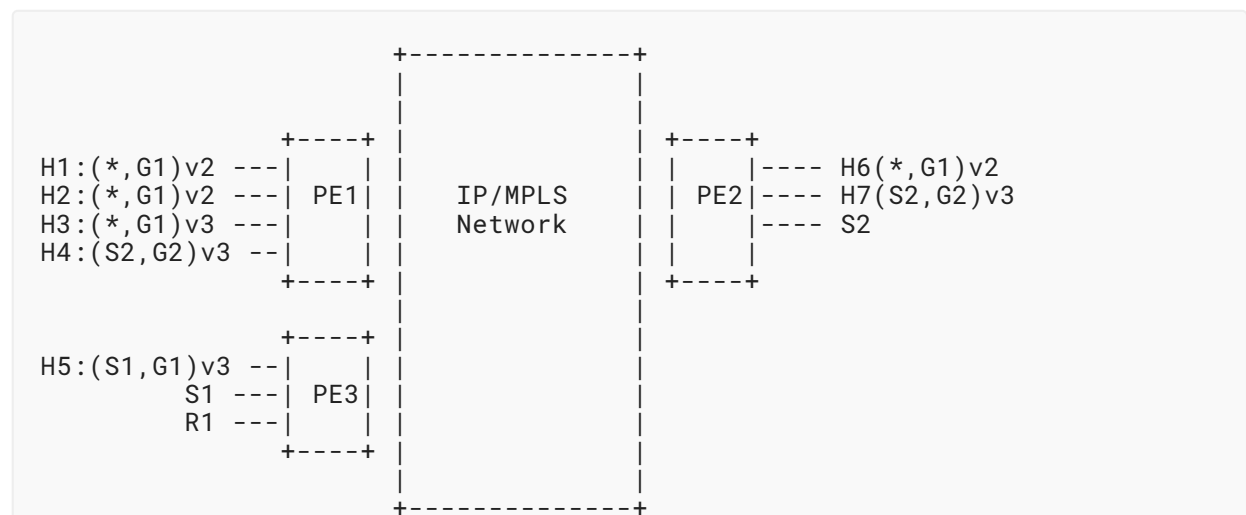 +--------------+
                              |              |
                              |              |
                     +----+   |              |  +----+
H1:(*,G1)v2 ---|    |   |              |  |    |---- H6(*,G1)v2
H2:(*,G1)v2 ---| PE1|   |   IP/MPLS    |  | PE2|---- H7(S2,G2)v3
H3:(*,G1)v3 ---|    |   |   Network    |  |    |---- S2
H4:(S2,G2)v3 --|    |   |              |  |    |
                     +----+   |              |  +----+
                              |              |
                     +----+   |              |
H5:(S1,G1)v3 --|    |   |              |
         S1 ---| PE3|   |              |
         R1 ---|    |   |              |
                     +----+   |              |
                              |              |
                              +--------------+